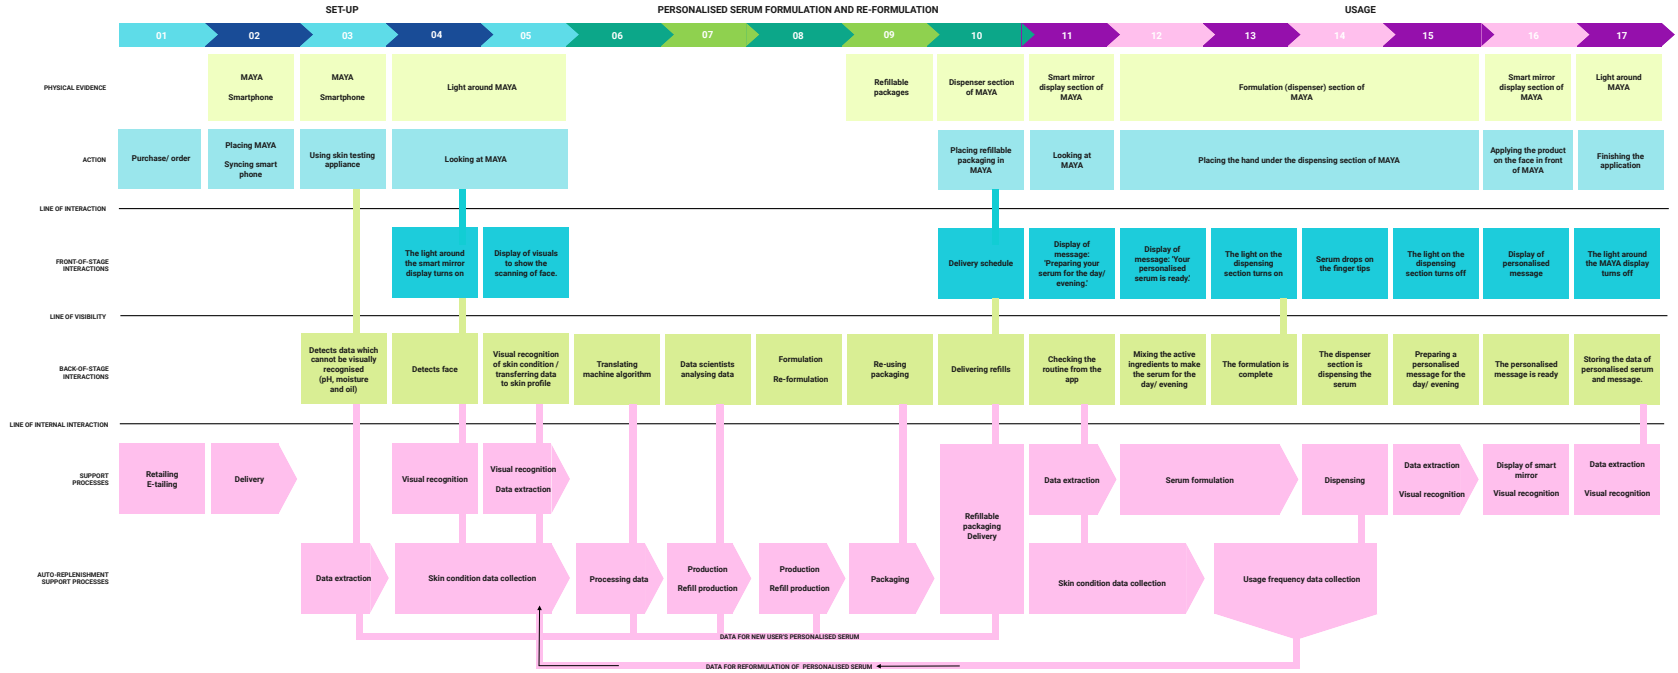 SET-UP
PERSONALISED SERUM FORMULATION AND RE-FORMULATION
USAGE
01
02
03
04
05
06
07
08
09
10
11
12
13
14
15
16
17
PHYSICAL EVIDENCE
MAYA
Smartphone
MAYA
Smartphone
Light around MAYA
Refillable
packages
Dispenser section
of MAYA
Smart mirror
display section of
MAYA
Formulation (dispenser) section of
MAYA
Smart mirror
display section of
MAYA
Light around
MAYA
ACTION
Purchase/ order
Placing MAYA
Syncing smart
phone
Using skin testing
appliance
Looking at MAYA
Placing refillable
packaging in
MAYA
Looking at
MAYA
Placing the hand under the dispensing section of MAYA
Applying the product
on the face in front
of MAYA
Finishing the
application
LINE OF INTERACTION
FRONT-OF-STAGE
INTERACTIONS
The light around
the smart mirror
display turns on
Display of visuals
to show the
scanning of face.
Delivery schedule
Display of
message:
'Preparing your
serum for the day/
evening.'
Display of
message: 'Your
personalised
serum is ready.'
The light on the
dispensing
section turns on
Serum drops on
the finger tips
The light on the
dispensing
section turns off
Display of
personalised
message
The light around
the MAYA display
turns off
LINE OF VISIBILITY
BACK-OF-STAGE
INTERACTIONS
Detects data which
cannot be visually
recognised
(pH, moisture
and oil)
Detects face
Visual recognition
of skin condition /
transferring data
to skin profile
Translating
machine algorithm
Data scientists
analysing data
Formulation
Re-formulation
Re-using
packaging
Delivering refills
Checking the
routine from the
app
Mixing the active
ingredients to make
the serum for the
day/ evening
The formulation is
complete
The dispenser
section is
dispensing the
serum
Preparing a
personalised
message for the
day/ evening
The personalised
message is ready
Storing the data of
personalised serum
and message.
LINE OF INTERNAL INTERACTION
SUPPORT
PROCESSES
Retailing
E-tailing
Delivery
Visual recognition
Visual recognition
Data extraction
Refillable
packaging
Delivery
Data extraction
Serum formulation
Dispensing
Data extraction
Visual recognition
Display of smart
mirror
Visual recognition
Data extraction
Visual recognition
AUTO-REPLENISHMENT
SUPPORT PROCESSES
Data extraction
Skin condition data collection
Processing data
Production
Refill production
Production
Refill production
Packaging
Skin condition data collection
Usage frequency data collection
DATA FOR NEW USER'S PERSONALISED SERUM
DATA FOR REFORMULATION OF PERSONALISED SERUM